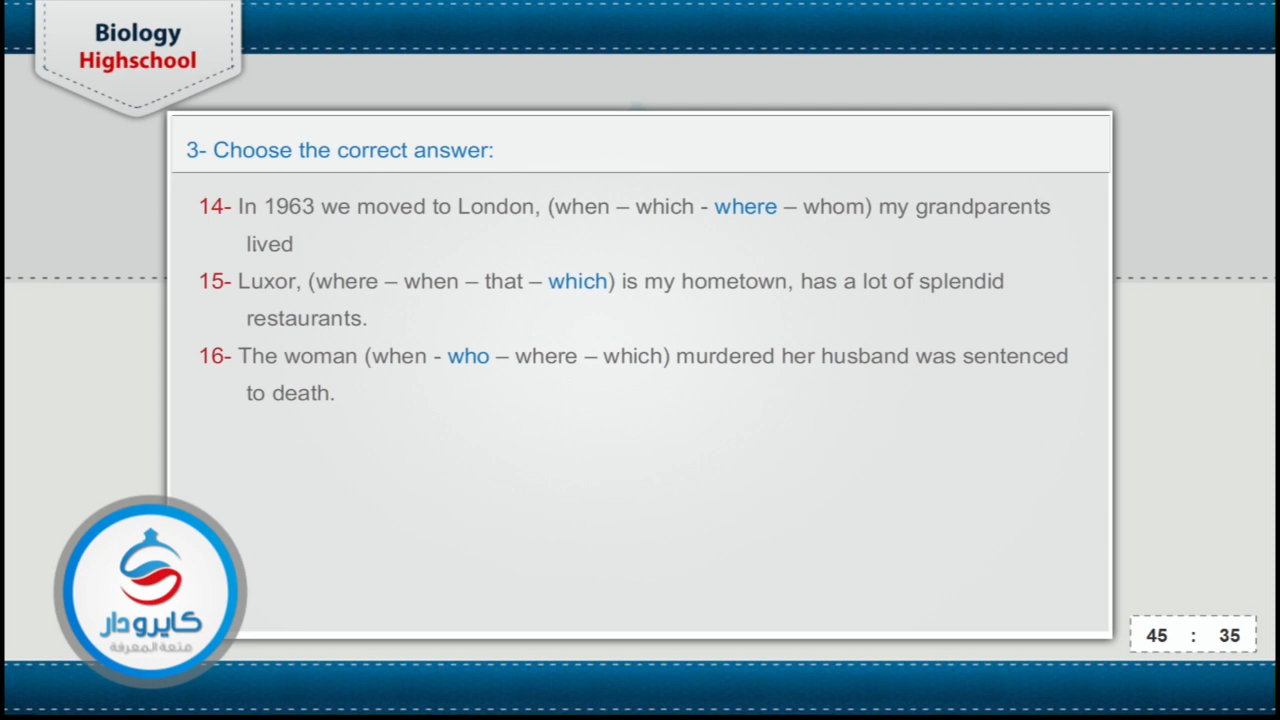 Biology
Highschool
3- Choose the correct answer:
14- In 1963 we moved to London, (when – which - where – whom) my grandparents
lived
15- Luxor, (where – when – that – which) is my hometown, has a lot of splendid
restaurants.
16- The woman (when - who – where – which) murdered her husband was sentenced
to death.
كايرودار
متعة المعرفة
45 : 35